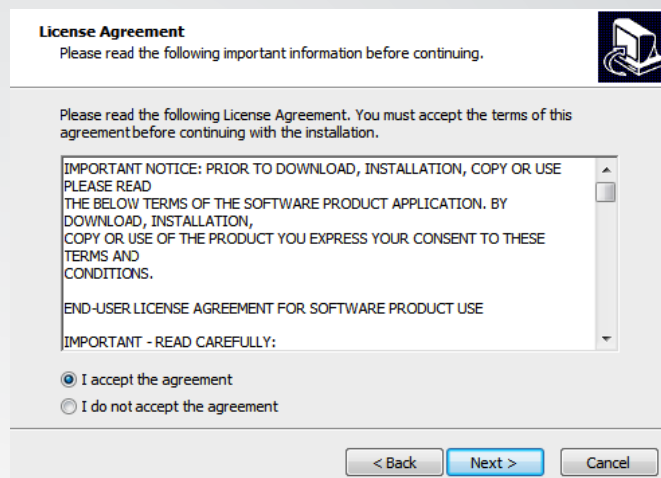 License Agreement
Please read the following important information before continuing.
Please read the following License Agreement. You must accept the terms of this
agreement before continuing with the installation.
IMPORTANT NOTICE: PRIOR TO DOWNLOAD, INSTALLATION, COPY OR USE
PLEASE READ
THE BELOW TERMS OF THE SOFTWARE PRODUCT APPLICATION. BY
DOWNLOAD, INSTALLATION,
COPY OR USE OF THE PRODUCT YOU EXPRESS YOUR CONSENT TO THESE
TERMS AND
CONDITIONS.
END-USER LICENSE AGREEMENT FOR SOFTWARE PRODUCT USE
IMPORTANT - READ CAREFULLY:
I accept the agreement
I do not accept the agreement
< Back Next > Cancel